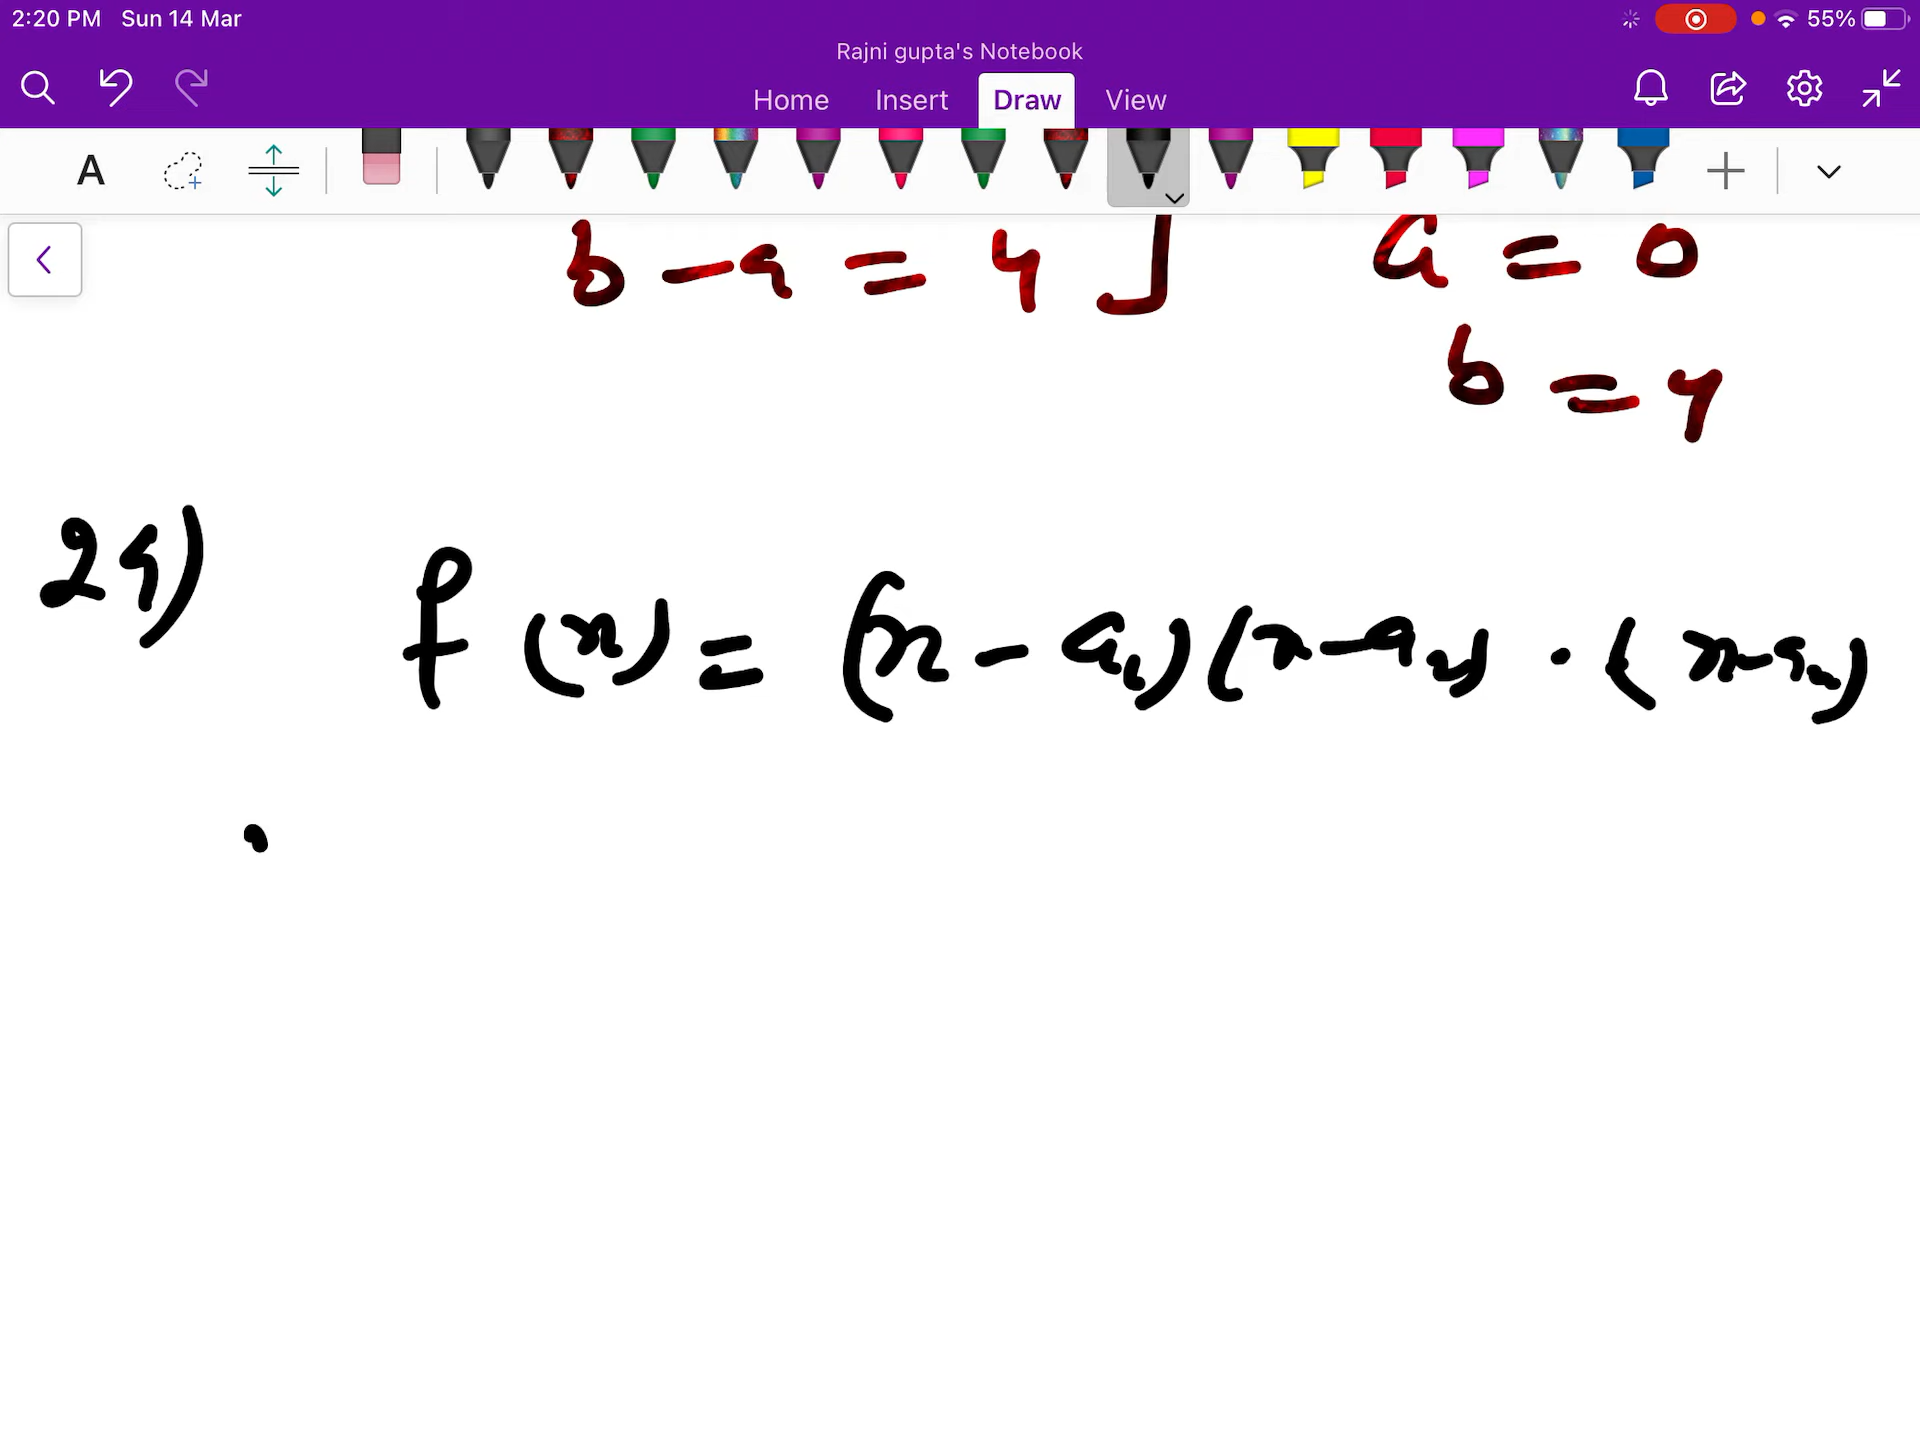 2:20 PM Sun 14 Mar
55%
Rajni gupta's Notebook
Home Insert Draw View
A
b - a = 4 ]
a = 0
b = 4
24)
f(x) = (x - a₁)(x - a₂) · (x - aₙ)